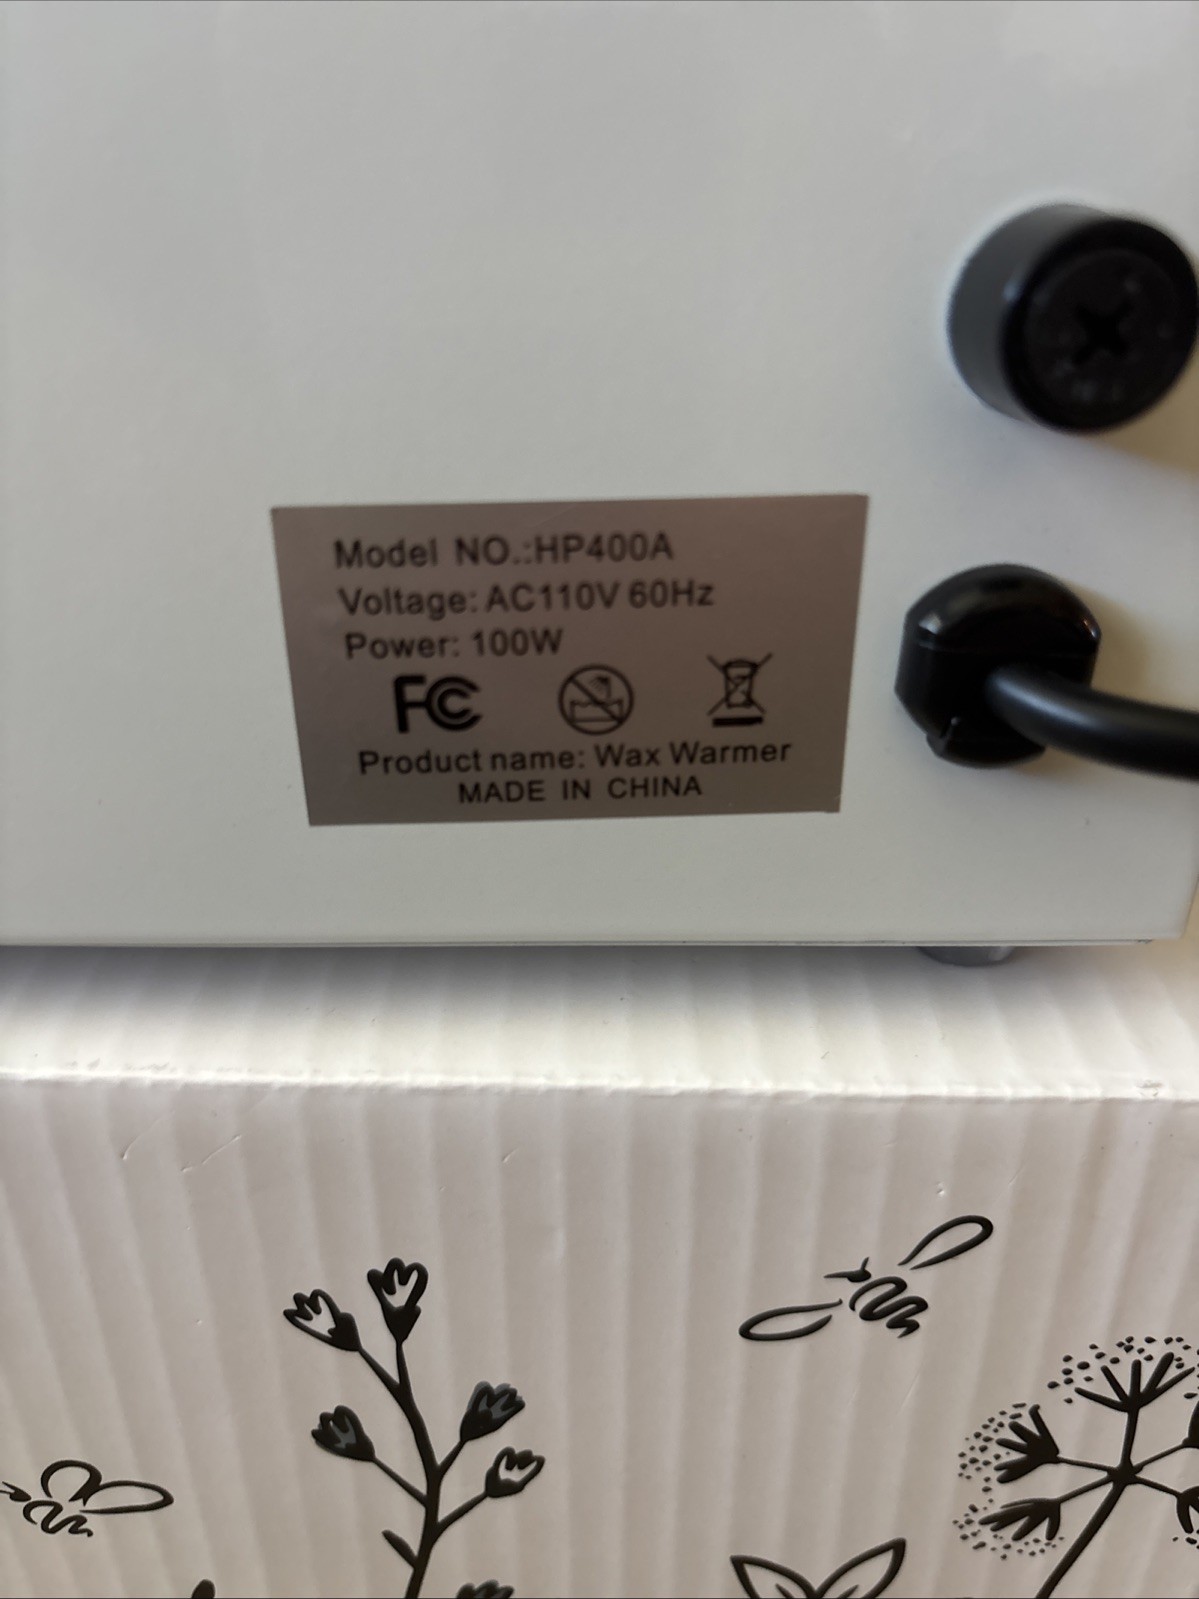 Model NO.:HP400A
Voltage: AC110V 60Hz
Power: 100W
FC
Product name: Wax Warmer
MADE IN CHINA